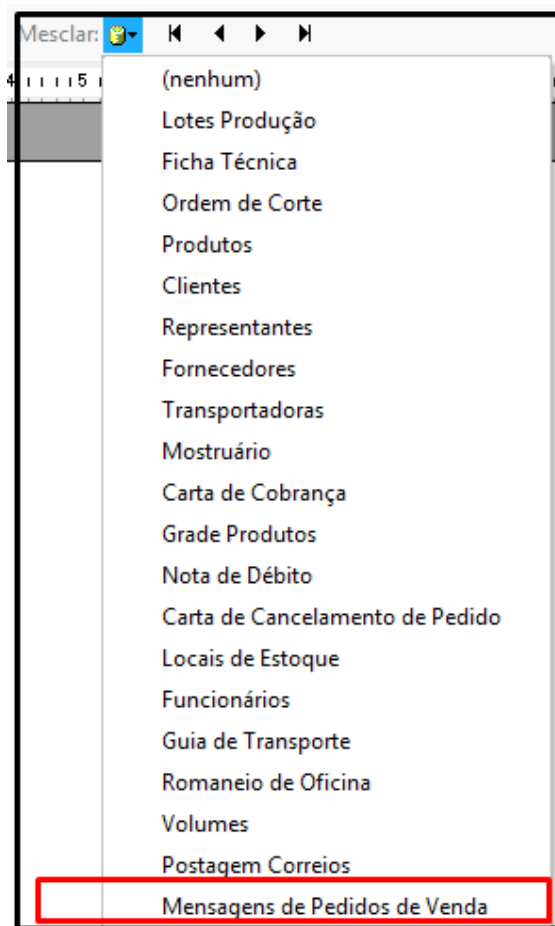 Mesclar:
4 5
(nenhum)
Lotes Produção
Ficha Técnica
Ordem de Corte
Produtos
Clientes
Representantes
Fornecedores
Transportadoras
Mostruário
Carta de Cobrança
Grade Produtos
Nota de Débito
Carta de Cancelamento de Pedido
Locais de Estoque
Funcionários
Guia de Transporte
Romaneio de Oficina
Volumes
Postagem Correios
Mensagens de Pedidos de Venda